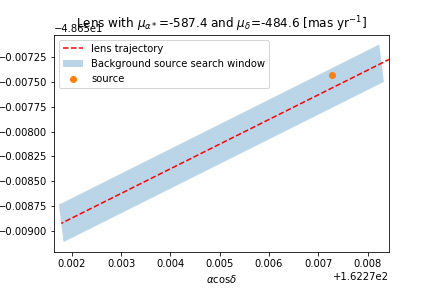 Lens with μα*=-587.4 and μδ=-484.6 [mas yr⁻¹]
−4.865e1
lens trajectory
Background source search window
source
−0.00725
−0.00750
−0.00775
−0.00800
−0.00825
−0.00850
−0.00875
−0.00900
0.002 0.003 0.004 0.005 0.006 0.007 0.008
+1.6227e2
αcosδ